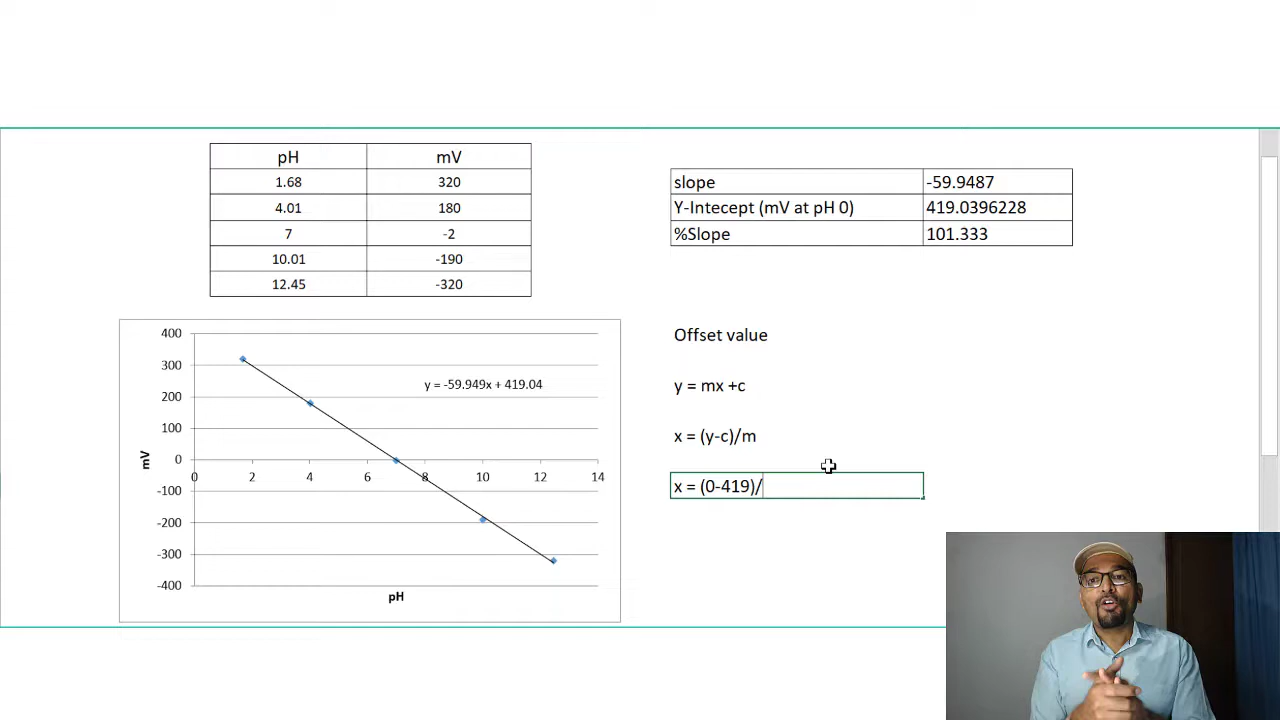 pH mV
1.68 320
4.01 180
7 -2
10.01 -190
12.45 -320
slope -59.9487
Y-Intecept (mV at pH 0) 419.0396228
%Slope 101.333
400
300
200
100
0
-100
-200
-300
-400
0 2 4 6 8 10 12 14
y = -59.949x + 419.04
mV
pH
Offset value
y = mx +c
x = (y-c)/m
x = (0-419)/